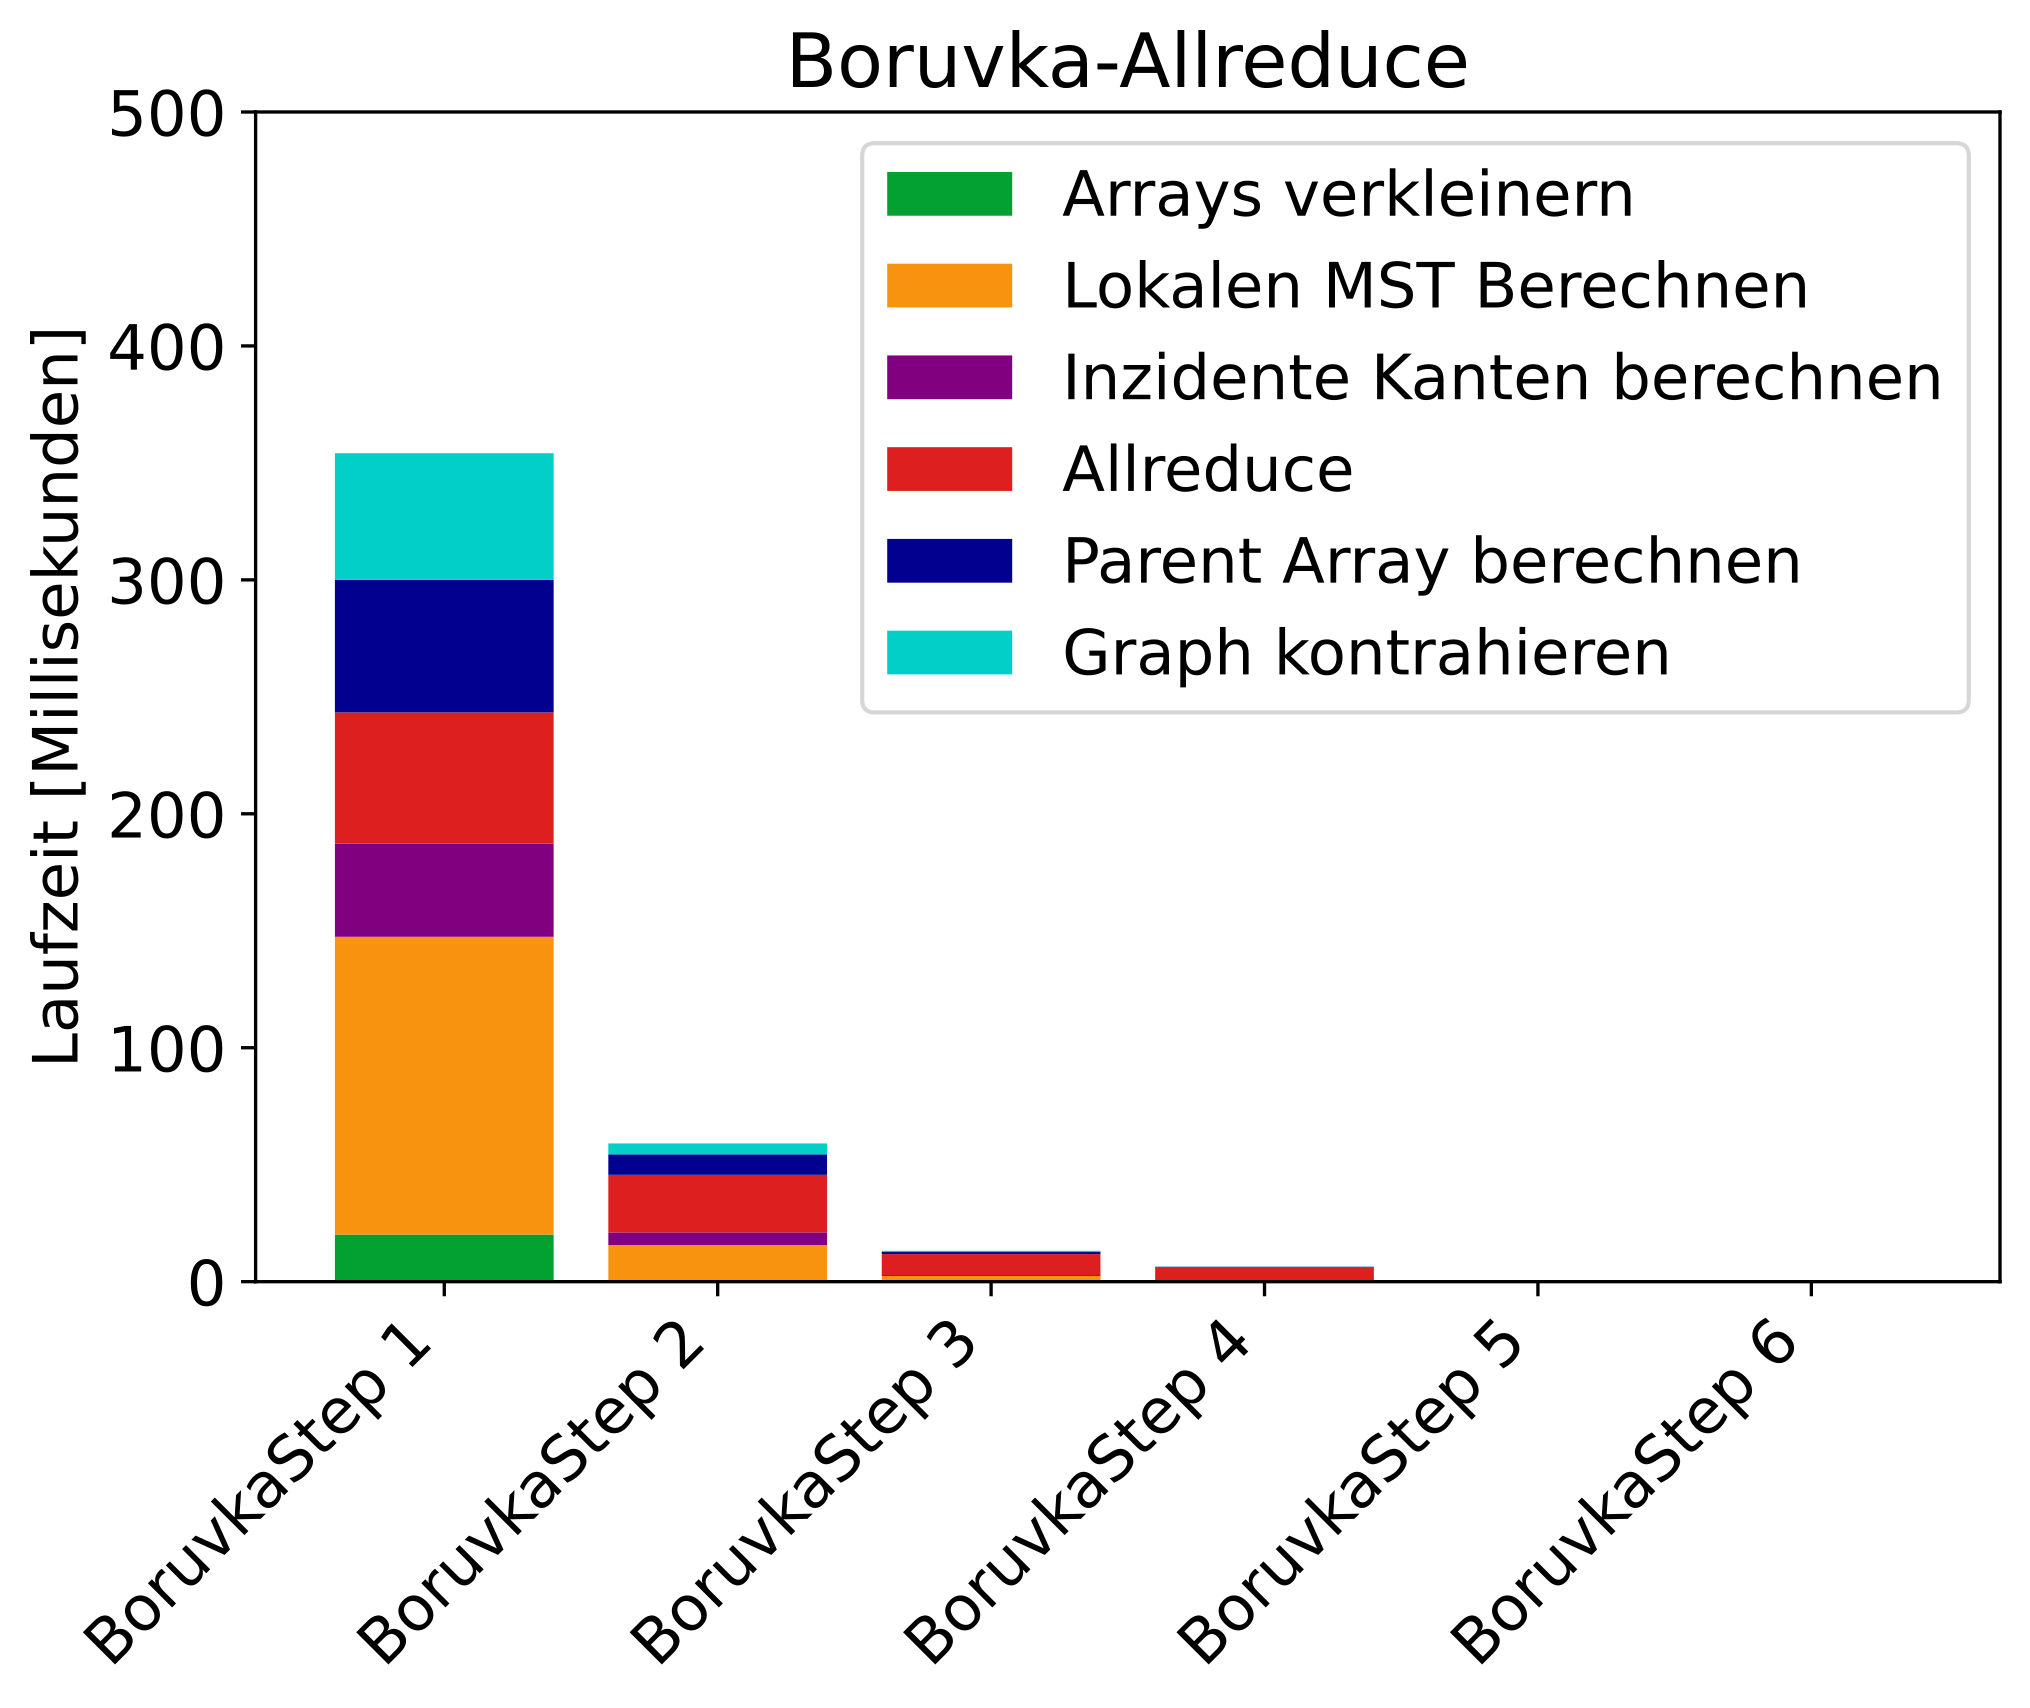 Boruvka-Allreduce
500
400
300
200
100
0
Laufzeit [Millisekunden]
Arrays verkleinern
Lokalen MST Berechnen
Inzidente Kanten berechnen
Allreduce
Parent Array berechnen
Graph kontrahieren
BoruvkaStep 1
BoruvkaStep 2
BoruvkaStep 3
BoruvkaStep 4
BoruvkaStep 5
BoruvkaStep 6